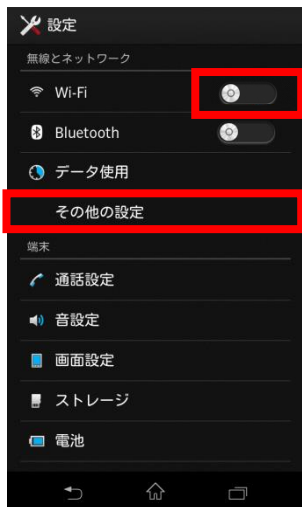 設定
無線とネットワーク
Wi-Fi
Bluetooth
データ使用
その他の設定
端末
通話設定
音設定
画面設定
ストレージ
電池